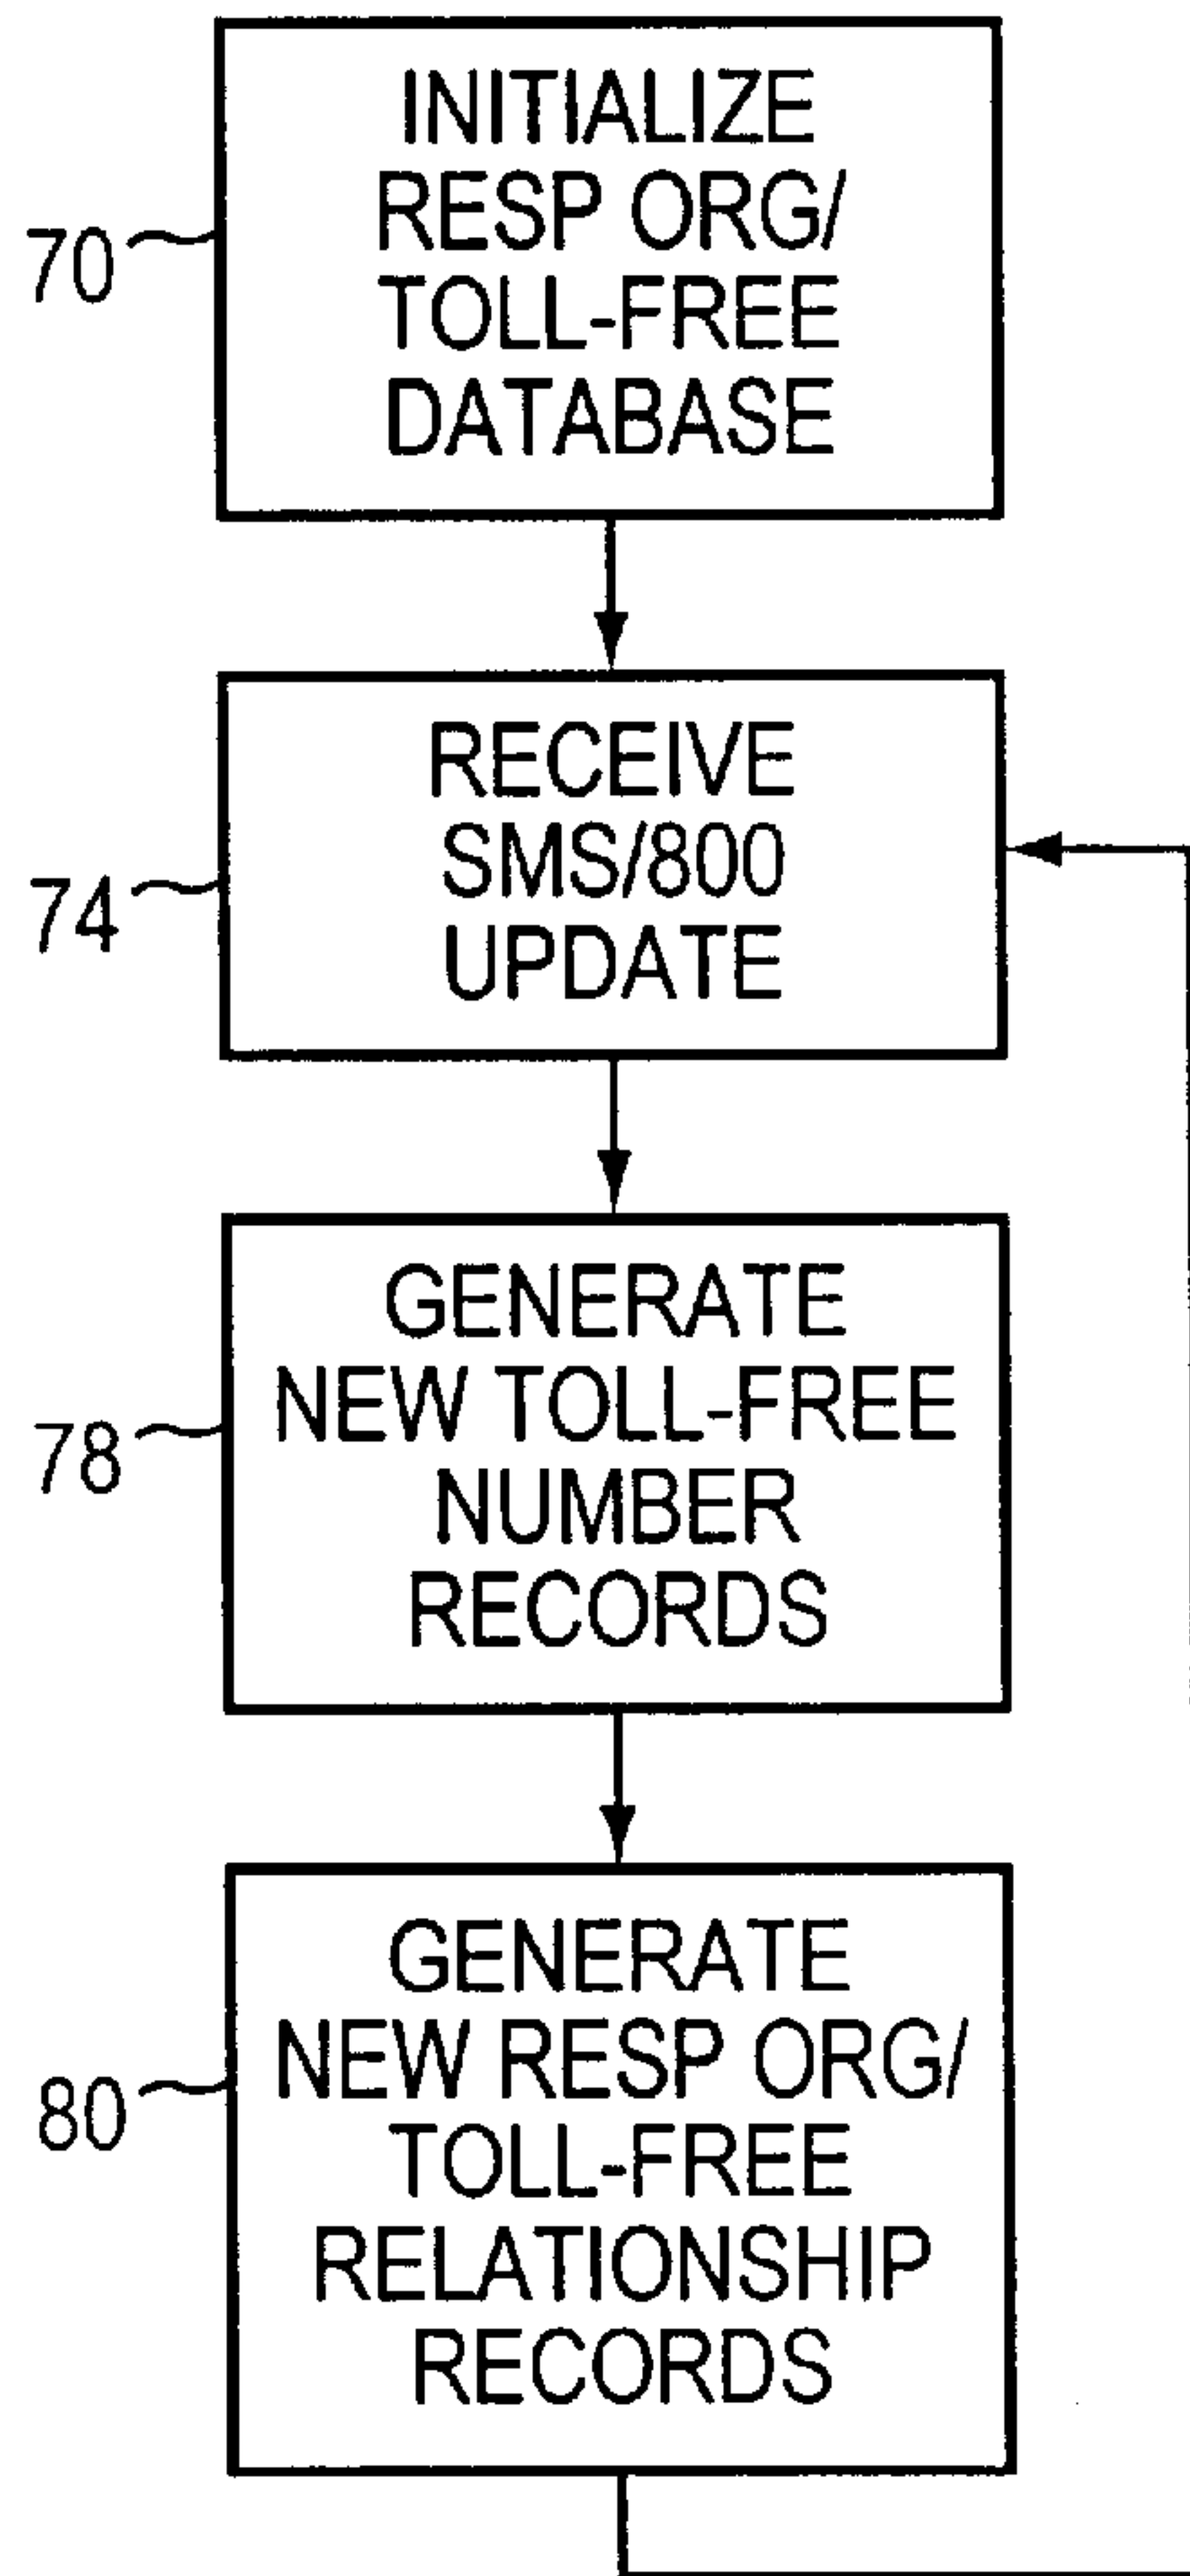 INITIALIZE
RESP ORG/
TOLL-FREE
DATABASE
70
RECEIVE
SMS/800
UPDATE
74
GENERATE
NEW TOLL-FREE
NUMBER
RECORDS
78
GENERATE
NEW RESP ORG/
TOLL-FREE
RELATIONSHIP
RECORDS
80